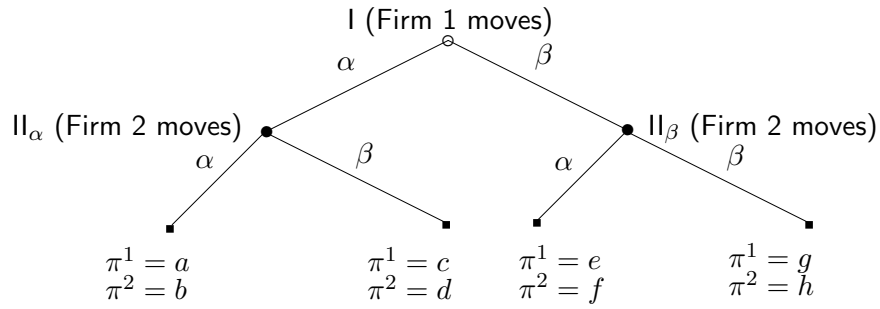 I (Firm 1 moves)
α
β
II_α (Firm 2 moves)
II_β (Firm 2 moves)
α
β
α
β
π¹ = a
π² = b
π¹ = c
π² = d
π¹ = e
π² = f
π¹ = g
π² = h